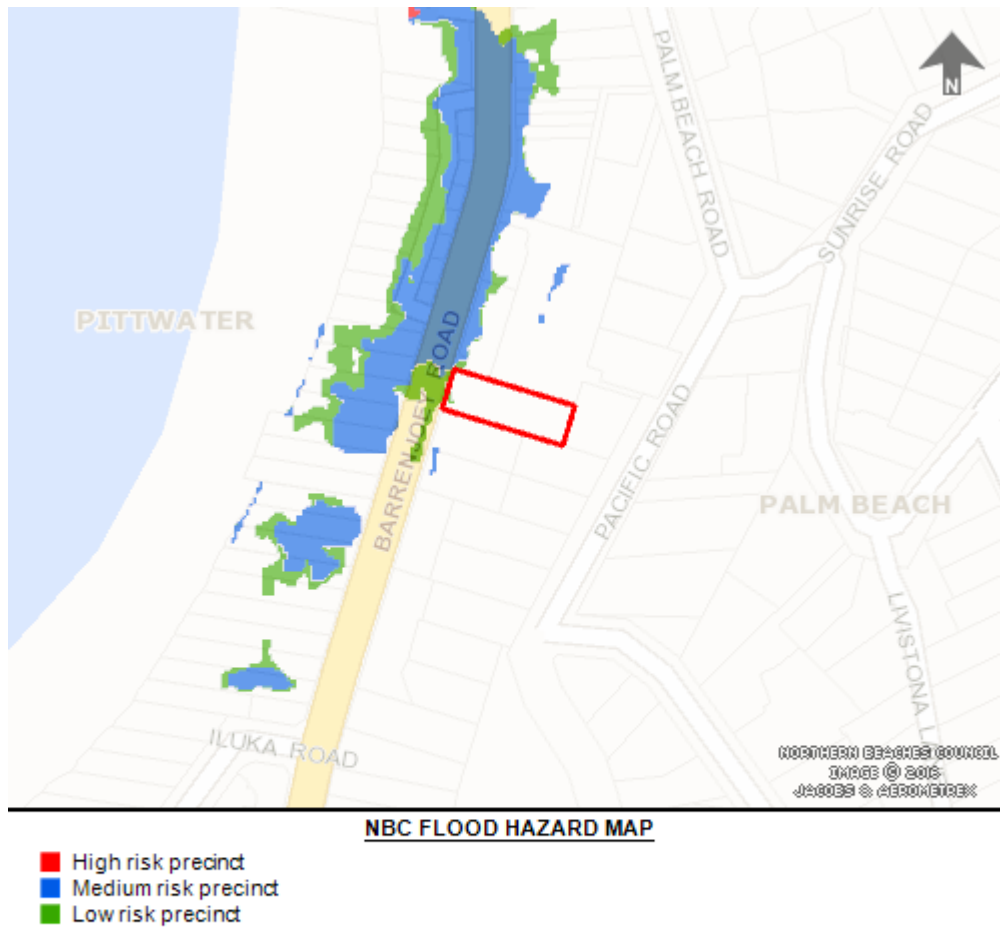 PALM BEACH ROAD
N
SUNRISE ROAD
PITTWATER
BARRENJOEY ROAD
PACIFIC ROAD
PALM BEACH
LIVISTONA LA
ILUKA ROAD
NORTHERN BEACHES COUNCIL
IMAGE © 2016
JACOBS & AEROMETREX
NBC FLOOD HAZARD MAP
High risk precinct
Medium risk precinct
Low risk precinct